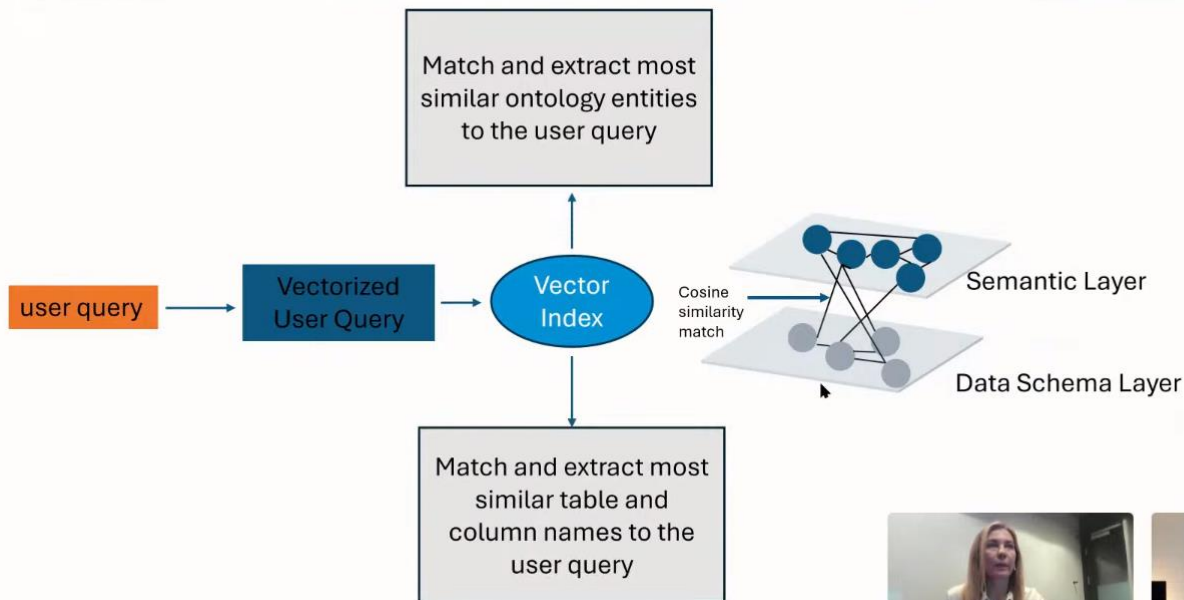 Match and extract most
similar ontology entities
to the user query
user query
Vectorized
User Query
Vector
Index
Cosine
similarity
match
Semantic Layer
Data Schema Layer
Match and extract most
similar table and
column names to the
user query